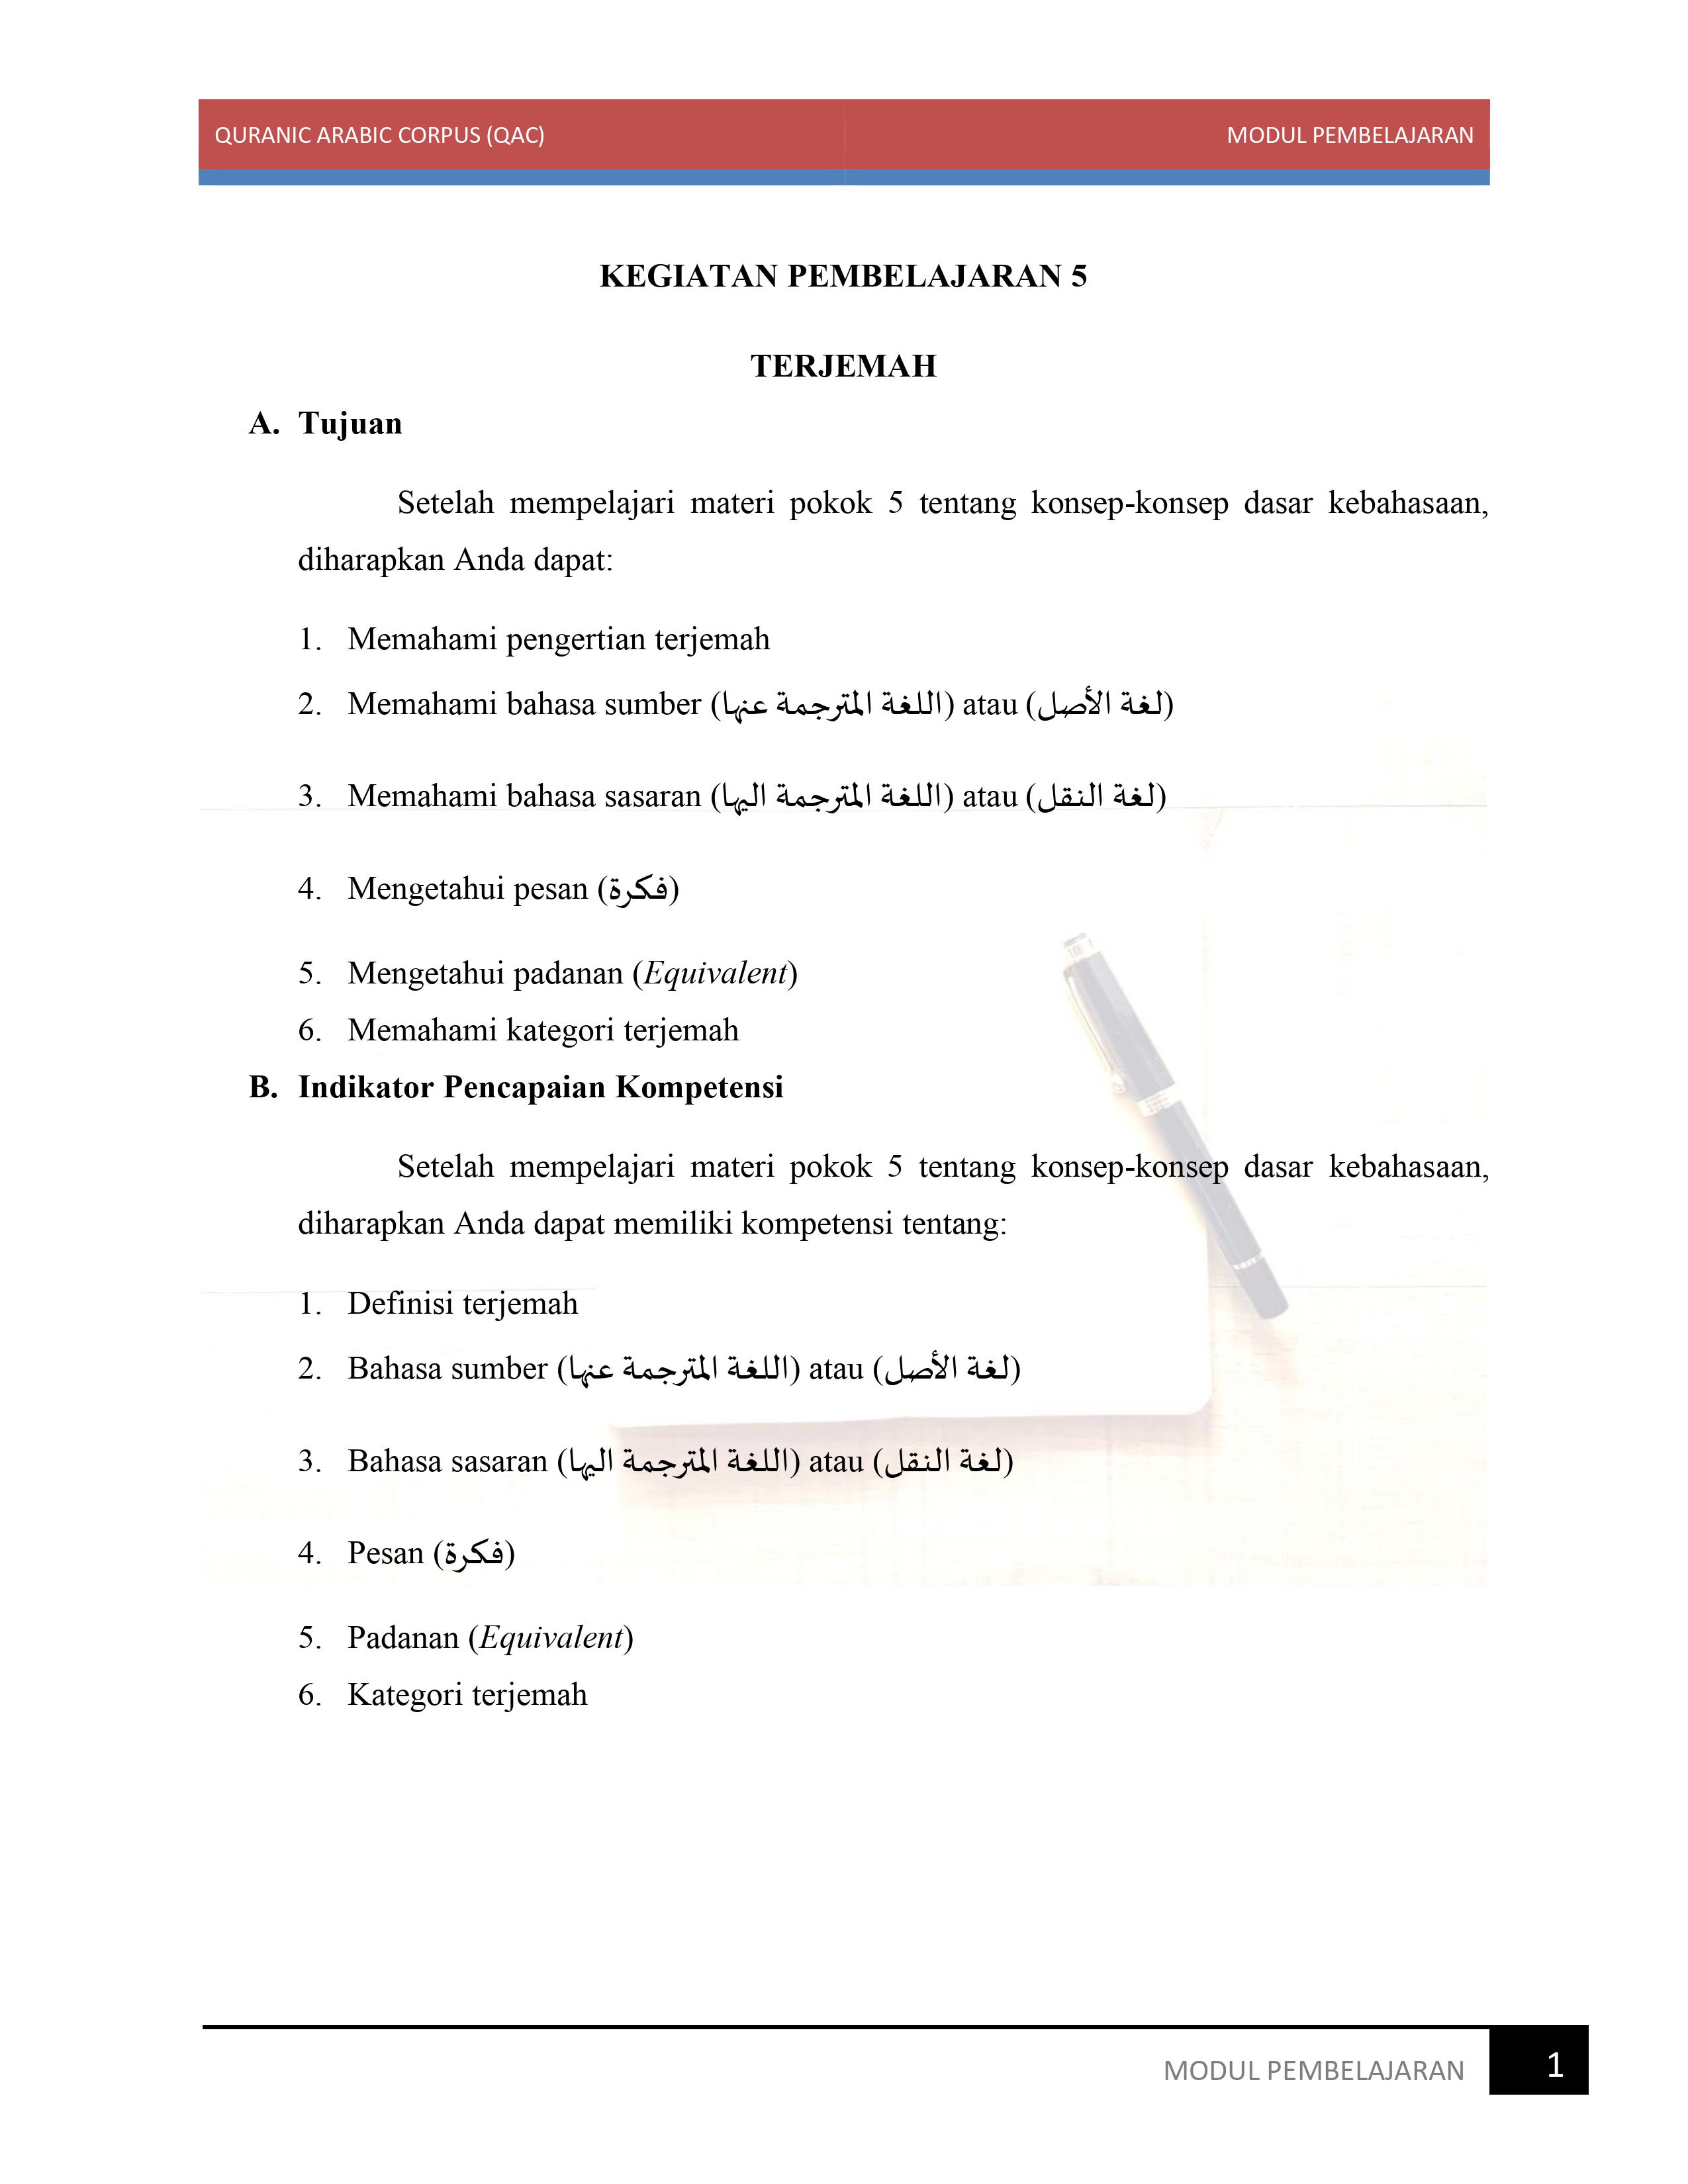 QURANIC ARABIC CORPUS (QAC) MODUL PEMBELAJARAN
KEGIATAN PEMBELAJARAN 5
TERJEMAH
A. Tujuan
Setelah mempelajari materi pokok 5 tentang konsep-konsep dasar kebahasaan,
diharapkan Anda dapat:
1. Memahami pengertian terjemah
2. Memahami bahasa sumber (اللغة المترجمة عنها) atau (لغة الأصل)
3. Memahami bahasa sasaran (اللغة المترجمة اليها) atau (لغة النقل)
4. Mengetahui pesan (فكرة)
5. Mengetahui padanan (Equivalent)
6. Memahami kategori terjemah
B. Indikator Pencapaian Kompetensi
Setelah mempelajari materi pokok 5 tentang konsep-konsep dasar kebahasaan,
diharapkan Anda dapat memiliki kompetensi tentang:
1. Definisi terjemah
2. Bahasa sumber (اللغة المترجمة عنها) atau (لغة الأصل)
3. Bahasa sasaran (اللغة المترجمة اليها) atau (لغة النقل)
4. Pesan (فكرة)
5. Padanan (Equivalent)
6. Kategori terjemah
MODUL PEMBELAJARAN 1